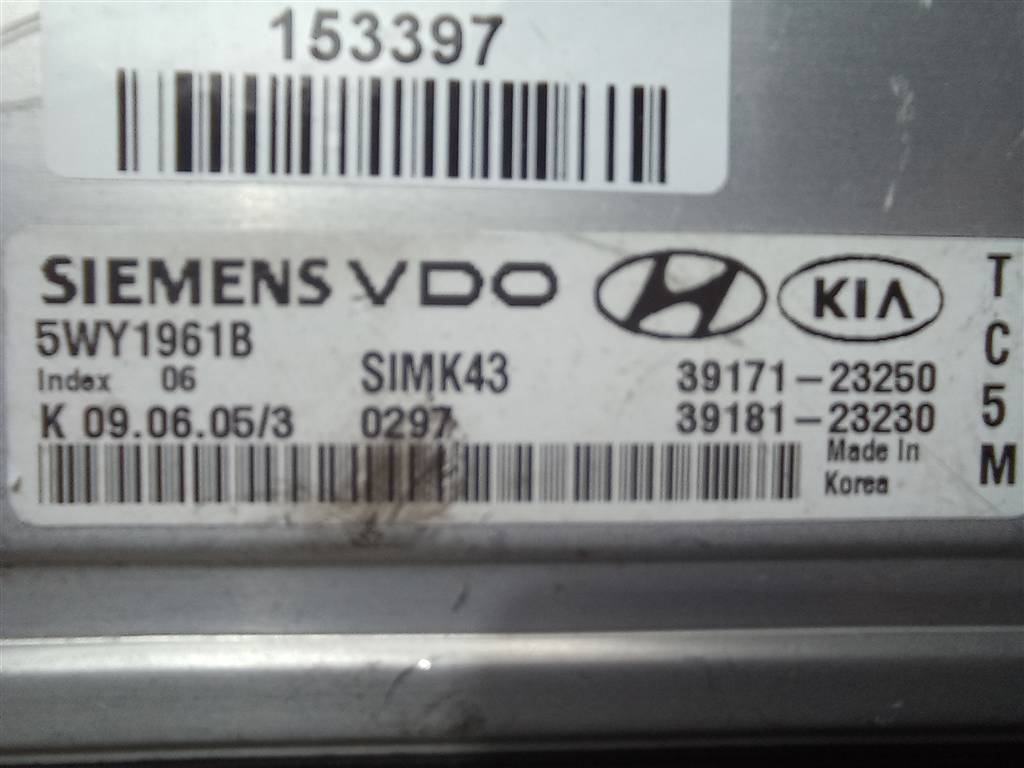 153397
SIEMENS VDO KIA
5WY1961B
Index 06 SIMK43 39171-23250
K 09.06.05/3 0297 39181-23230
Made In
Korea
TC5M